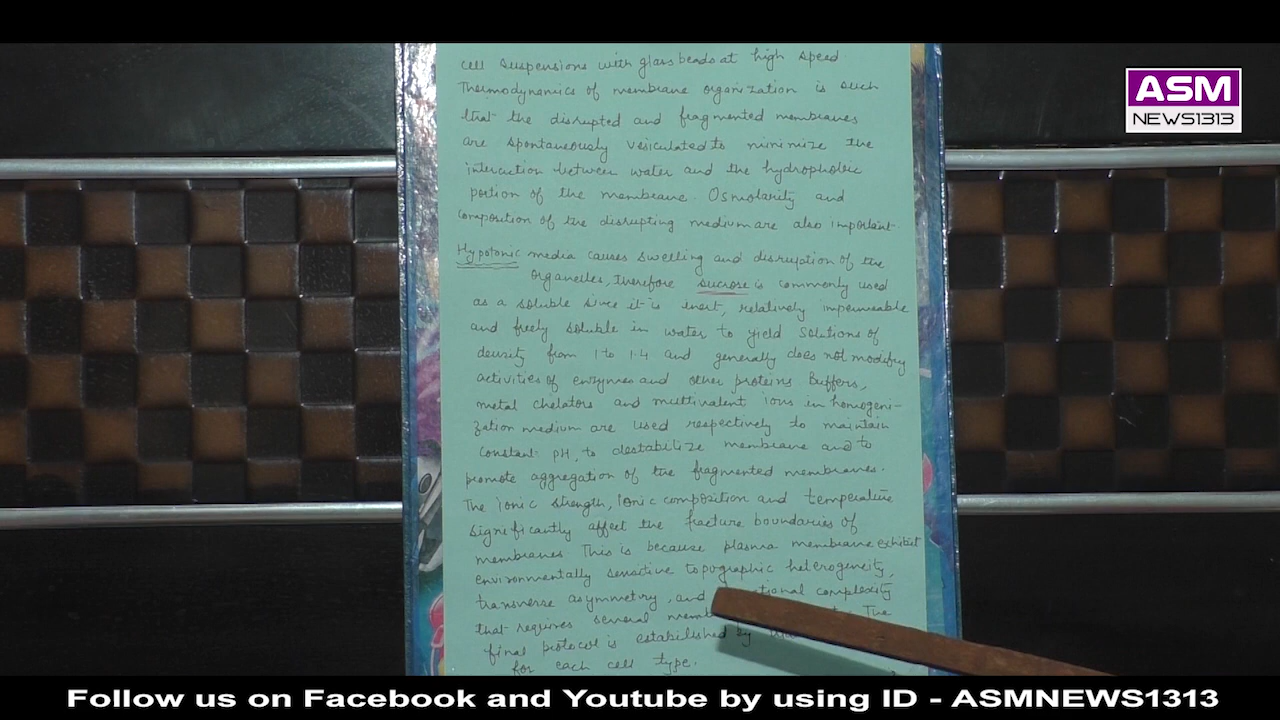 cell suspensions with glass beads at high speed
Thermodynamics of membrane organization is such
that the disrupted and fragmented membranes
are spontaneously vesiculated to minimize the
interaction between water and the hydrophobic
portion of the membrane. Osmolarity and
composition of the disrupting medium are also important.
Hypotonic media causes swelling and disruption of the
organelles, therefore sucrose is commonly used
as a soluble since it is inert, relatively impermeable
and freely soluble in water to yield solutions of
density from 1 to 1.4 and generally does not modify
activities of enzymes and other proteins Buffers,
metal chelators and multivalent ions in homogeni-
zation medium are used respectively to maintain
constant pH, to destabilize membrane and to
promote aggregation of the fragmented membranes.
The ionic strength, ionic composition and temperature
significantly affect the fracture boundaries of
membranes. This is because plasma membrane exhibit
environmentally sensitive topographic heterogeneity,
transverse asymmetry, and complexity
that requires several The
final protocol is established by
for each cell type.
ASM
NEWS1313
Follow us on Facebook and Youtube by using ID - ASMNEWS1313